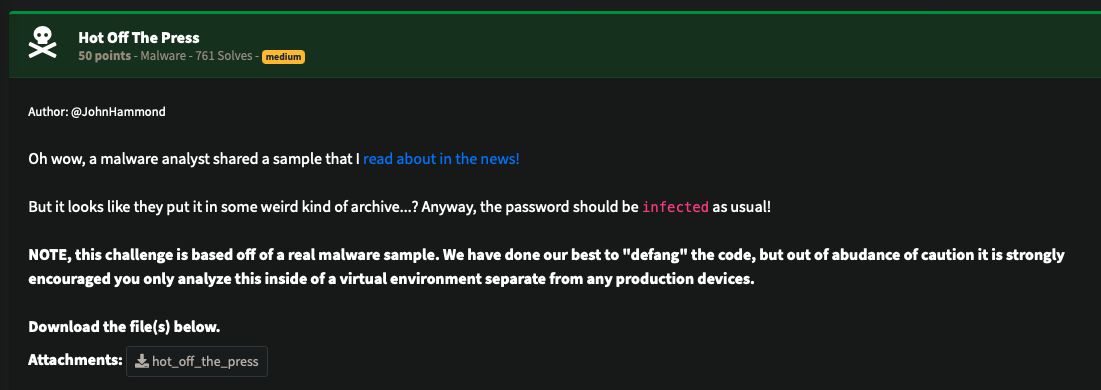 Hot Off The Press
50 points - Malware - 761 Solves - medium
Author: @JohnHammond
Oh wow, a malware analyst shared a sample that I read about in the news!
But it looks like they put it in some weird kind of archive...? Anyway, the password should be infected as usual!
NOTE, this challenge is based off of a real malware sample. We have done our best to "defang" the code, but out of abudance of caution it is strongly
encouraged you only analyze this inside of a virtual environment separate from any production devices.
Download the file(s) below.
Attachments: hot_off_the_press